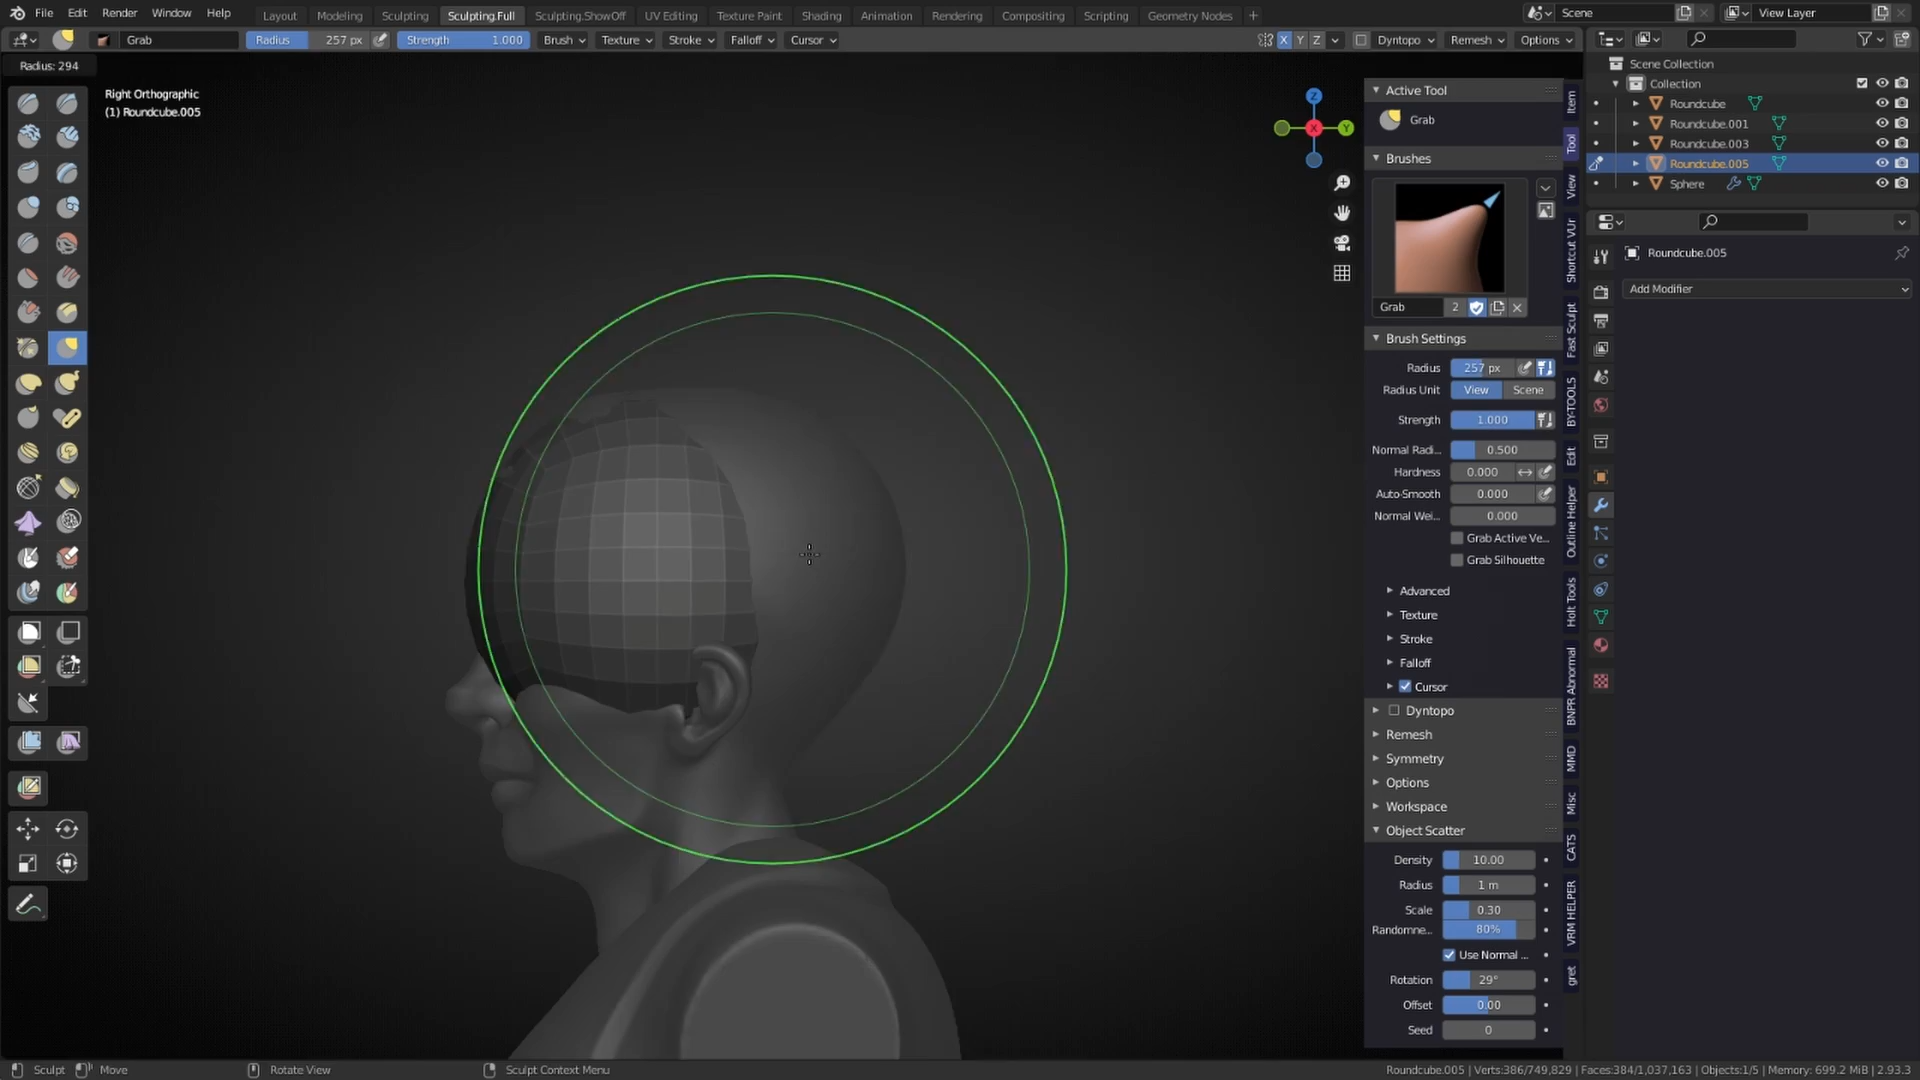 File Edit Render Window Help Layout Modeling Sculpting Sculpting.Full Sculpting.ShowOff UV Editing Texture Paint Shading Animation Rendering Compositing Scripting Geometry Nodes + Scene View Layer
Grab Radius 257 px Strength 1.000 Brush Texture Stroke Falloff Cursor X Y Z Dyntopo Remesh Options
Radius: 294
Right Orthographic
(1) Roundcube.005
Z
X
Y
Active Tool
Grab
Brushes
Grab 2
Brush Settings
Radius 257 px
Radius Unit View Scene
Strength 1.000
Normal Radi... 0.500
Hardness 0.000
Auto-Smooth 0.000
Normal Wei... 0.000
Grab Active Ve...
Grab Silhouette
Advanced
Texture
Stroke
Falloff
Cursor
Dyntopo
Remesh
Symmetry
Options
Workspace
Object Scatter
Density 10.00
Radius 1 m
Scale 0.30
Randomne... 80%
Use Normal ...
Rotation 29°
Offset 0.00
Seed 0
Item
Tool
View
Shortcut VUr
Fast Sculpt
BY-TOOLS
Edit
Outline Helper
Holt Tools
BNPR Abnormal
MMD
Misc
CATS
VRM HELPER
gret
Scene Collection
Collection
Roundcube
Roundcube.001
Roundcube.003
Roundcube.005
Sphere
Roundcube.005
Add Modifier
Sculpt Move Rotate View Sculpt Context Menu Roundcube.005 | Verts:386/749,829 | Faces:384/1,037,163 | Objects:1/5 | Memory: 699.2 MiB | 2.93.3